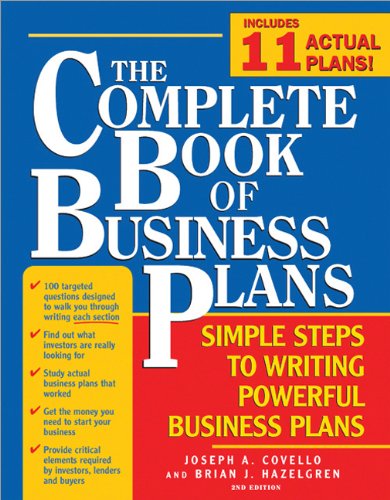 INCLUDES
11 ACTUAL
PLANS!
THE
COMPLETE
BOOK OF
BUSINESS
PLANS
✓ 100 targeted
questions designed
to walk you through
writing each section
✓ Find out what
investors are really
looking for
✓ Study actual
business plans that
worked
✓ Get the money you
need to start your
business
✓ Provide critical
elements required
by investors, lenders
and buyers
SIMPLE STEPS
TO WRITING
POWERFUL
BUSINESS PLANS
JOSEPH A. COVELLO
AND BRIAN J. HAZELGREN
2ND EDITION